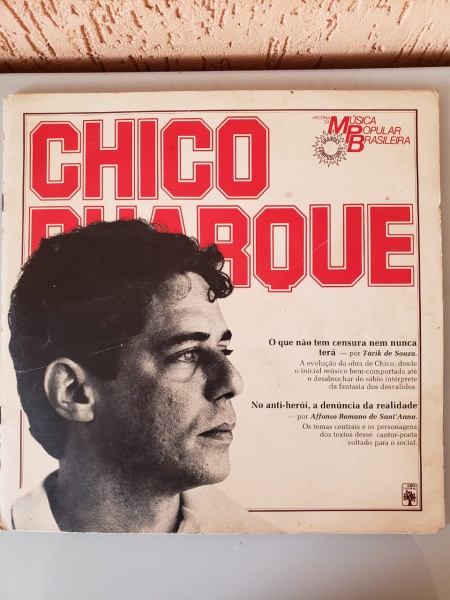 CHICO
BUARQUE
HISTÓRIA DA
MÚSICA
POPULAR
BRASILEIRA
GRANDES
COMPOSITORES
O que não tem censura nem nunca
terá — por Tarik de Souza.
A evolução da obra de Chico, desde
o inicial músico bem-comportado até
o desabrochar do sábio intérprete
da fantasia dos desvalidos.
No anti-herói, a denúncia da realidade
— por Affonso Romano de Sant'Anna.
Os temas centrais e os personagens
dos textos desse cantor-poeta
voltado para o social.